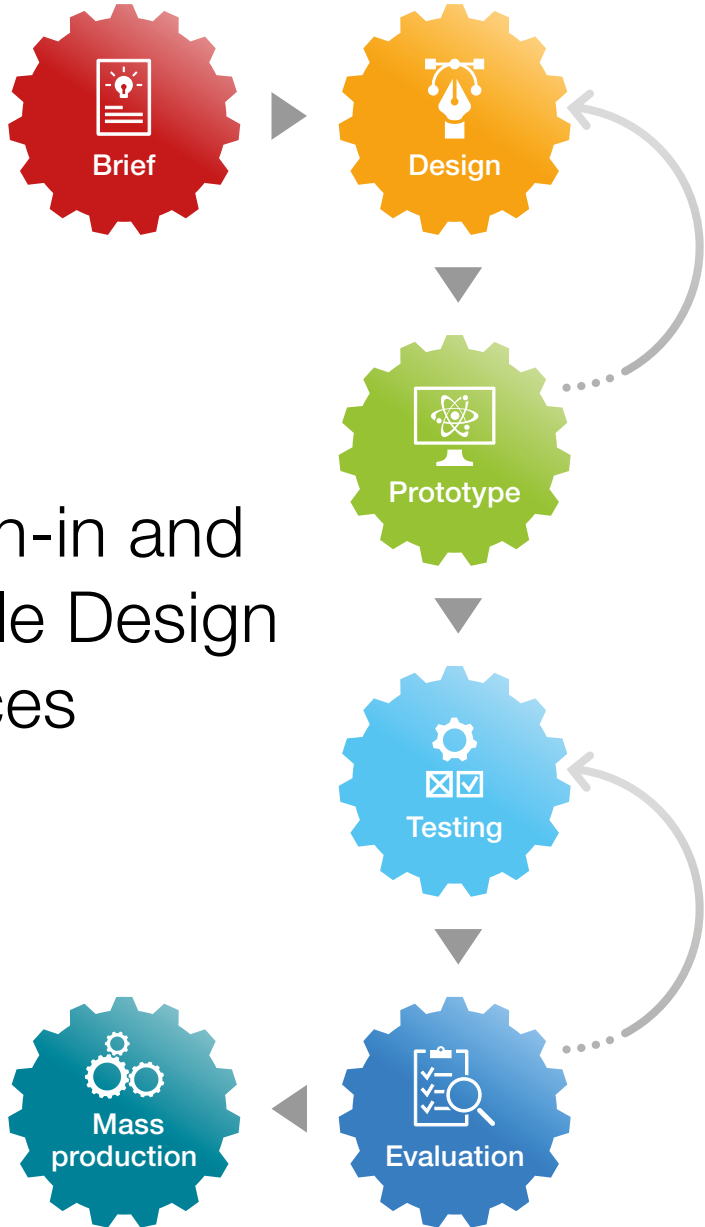 Brief
Design
Prototype
n-in and
le Design
ces
Testing
Mass
production
Evaluation